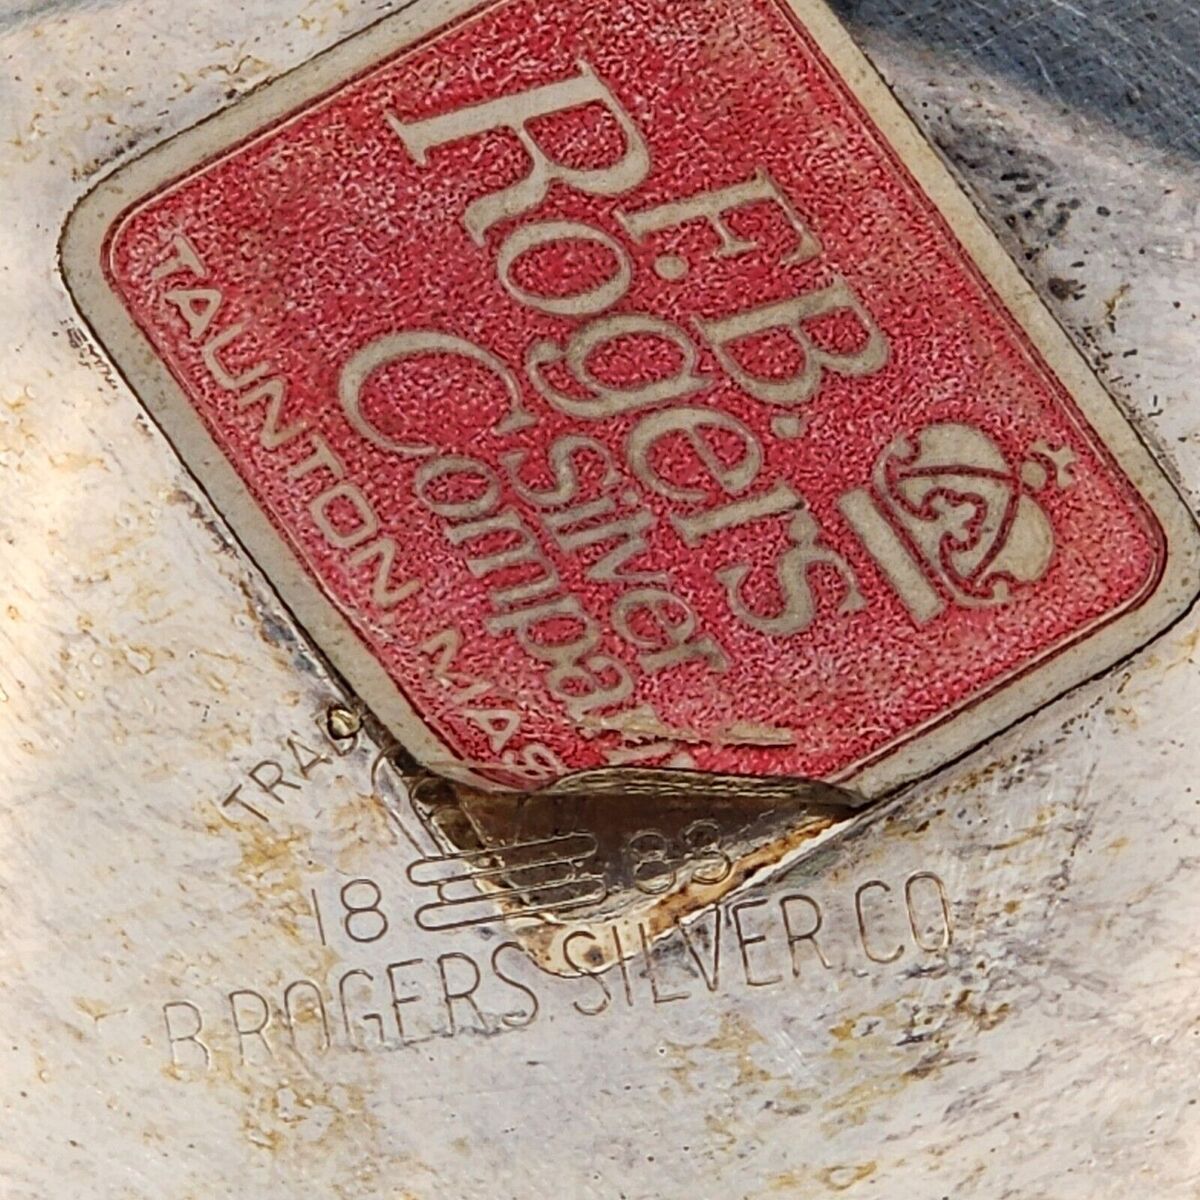 F.B.
Rogers
Silver
Company
TAUNTON, MAS
TRAD
18 83
B ROGERS SILVER CO